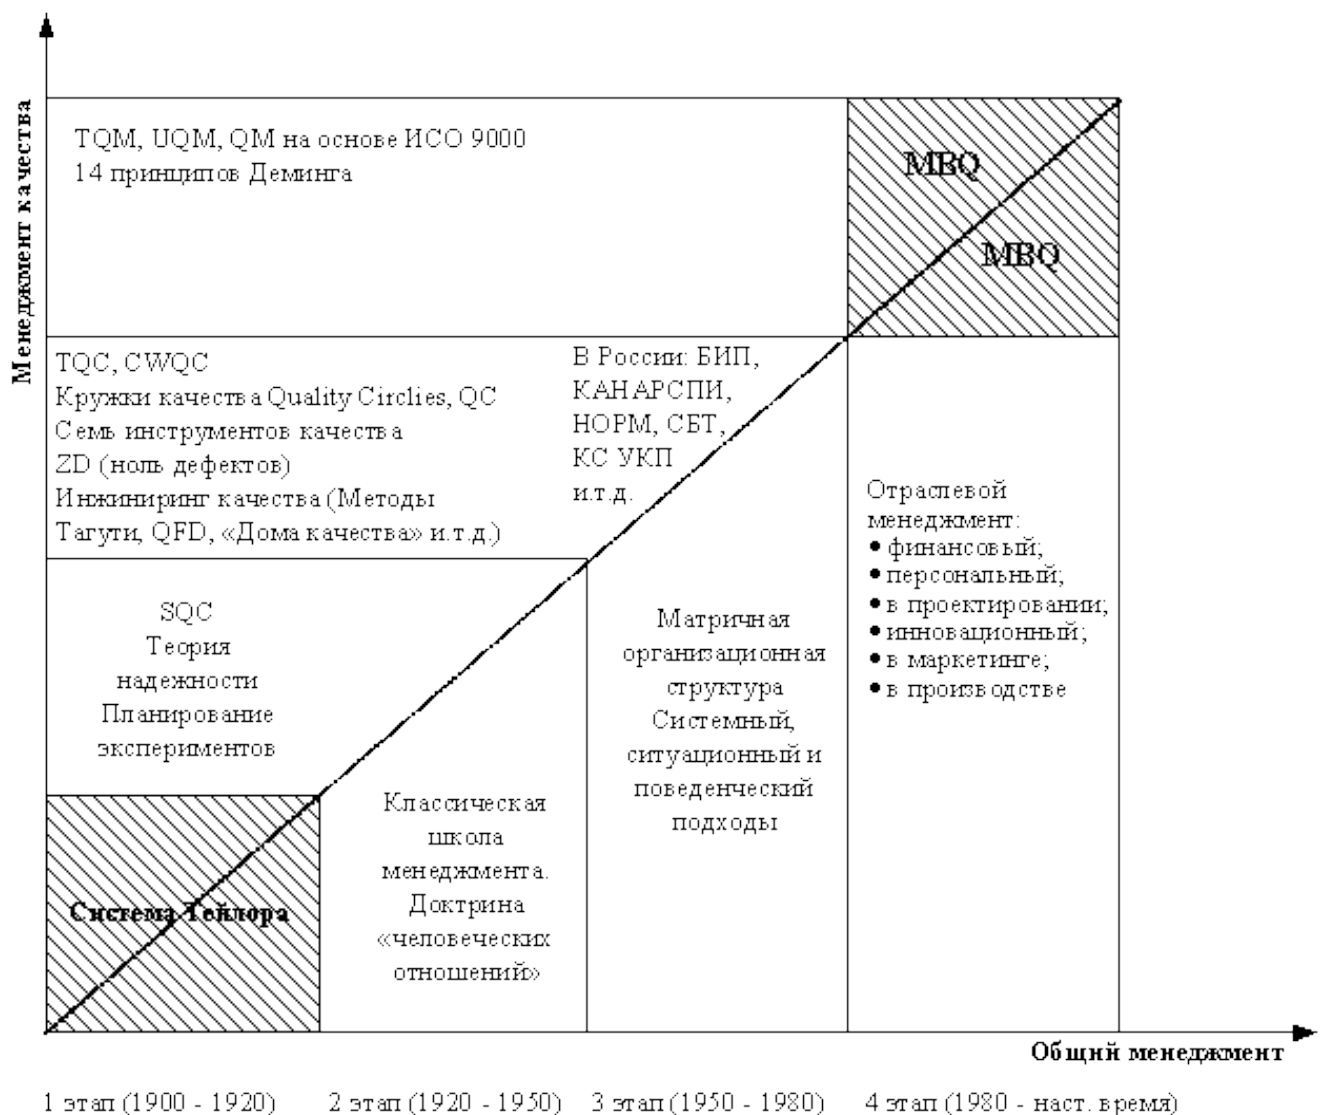 Менеджмент качества
TQM, UQM, QM на основе ИСО 9000
14 принципов Деминга
MBQ
MBQ
TQC, CWQC
Кружки качества Quality Circlies, QC
Семь инструментов качества
ZD (ноль дефектов)
Инжиниринг качества (Методы
Тагути, QFD, «Дома качества» и.т.д.)
В России: БИП,
КАНАРСПИ,
НОРМ, СБТ,
КС УКП
и.т.д.
Отраслевой
менеджмент:
• финансовый;
• персональный;
• в проектировании;
• инновационный;
• в маркетинге;
• в производстве
SQC
Теория
надежности
Планирование
экспериментов
Матричная
организационная
структура
Системный,
ситуационный и
поведенческий
подходы
Классическая
школа
менеджмента.
Доктрина
«человеческих
отношений»
Система Тейлора
Общий менеджмент
1 этап (1900 - 1920) 2 этап (1920 - 1950) 3 этап (1950 - 1980) 4 этап (1980 - наст. время)